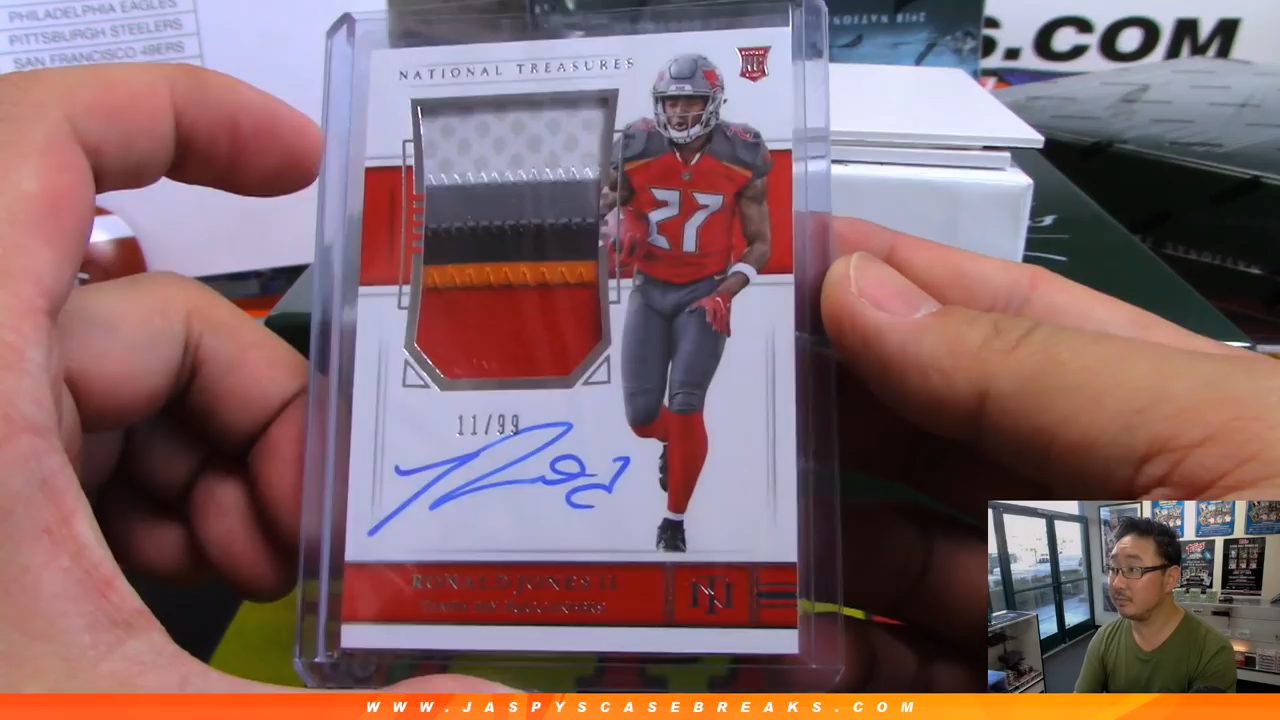 PHILADELPHIA EAGLES
PITTSBURGH STEELERS
SAN FRANCISCO 49ERS
S.COM
NATIONAL TREASURES
RC
27
11/99
RONALD JONES II
TAMPA BAY BUCCANEERS
NT
WWW.JASPYSCASEBREAKS.COM